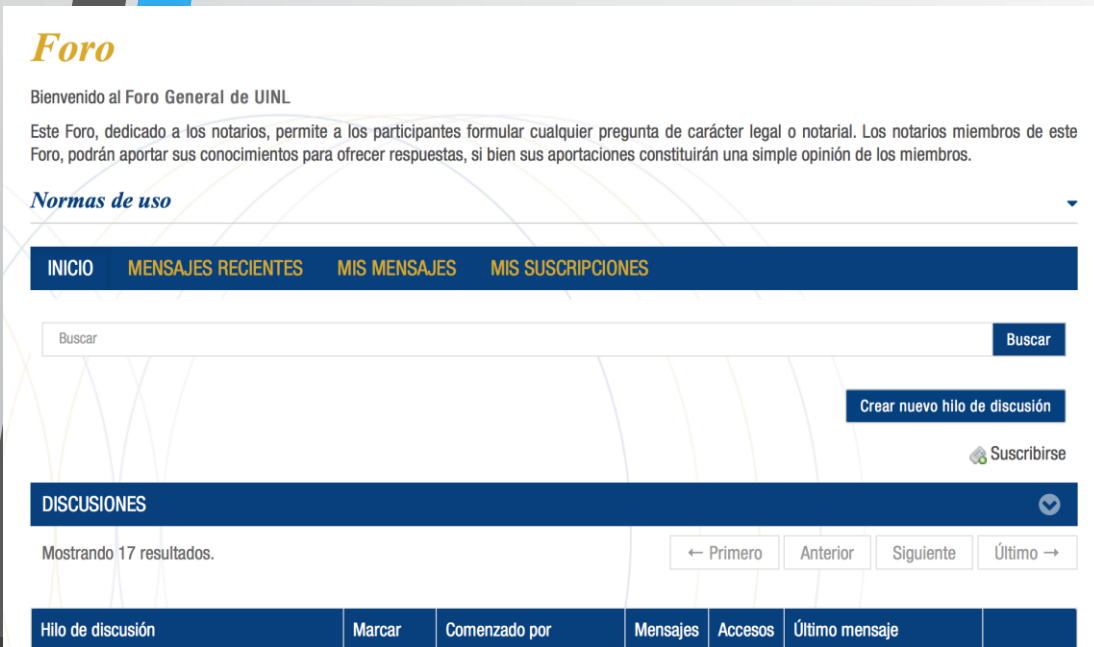 Foro
Bienvenido al Foro General de UINL
Este Foro, dedicado a los notarios, permite a los participantes formular cualquier pregunta de carácter legal o notarial. Los notarios miembros de este
Foro, podrán aportar sus conocimientos para ofrecer respuestas, si bien sus aportaciones constituirán una simple opinión de los miembros.
Normas de uso
INICIO MENSAJES RECIENTES MIS MENSAJES MIS SUSCRIPCIONES
Buscar Buscar
Crear nuevo hilo de discusión
Suscribirse
DISCUSIONES
Mostrando 17 resultados. ← Primero Anterior Siguiente Último →
Hilo de discusión Marcar Comenzado por Mensajes Accesos Último mensaje